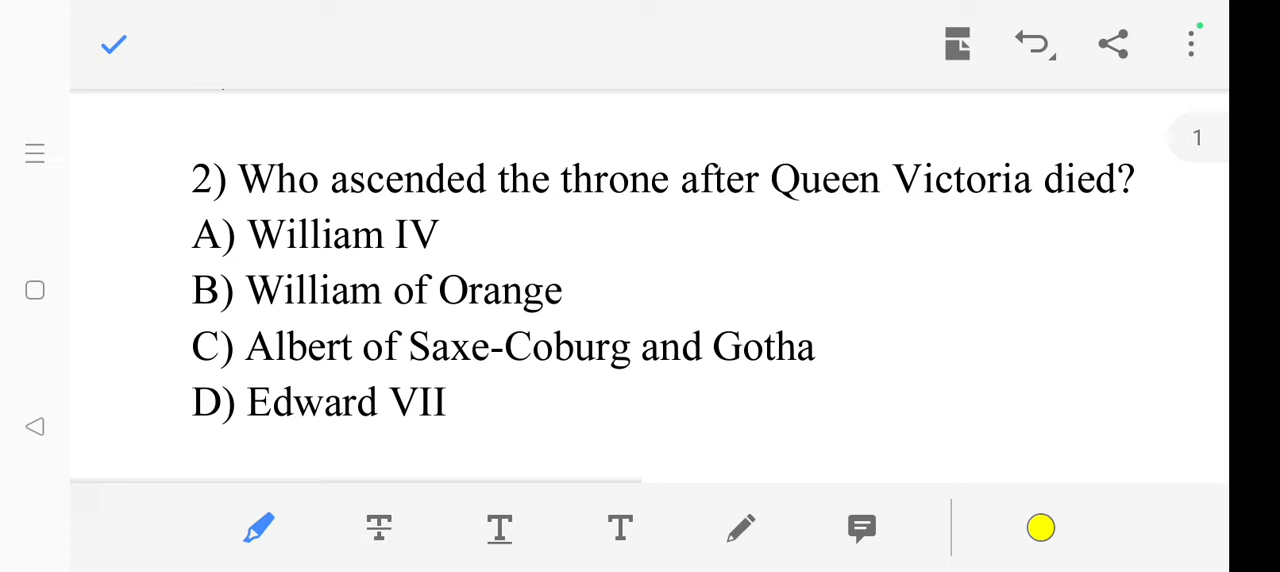 1
2) Who ascended the throne after Queen Victoria died?
A) William IV
B) William of Orange
C) Albert of Saxe-Coburg and Gotha
D) Edward VII
T T T